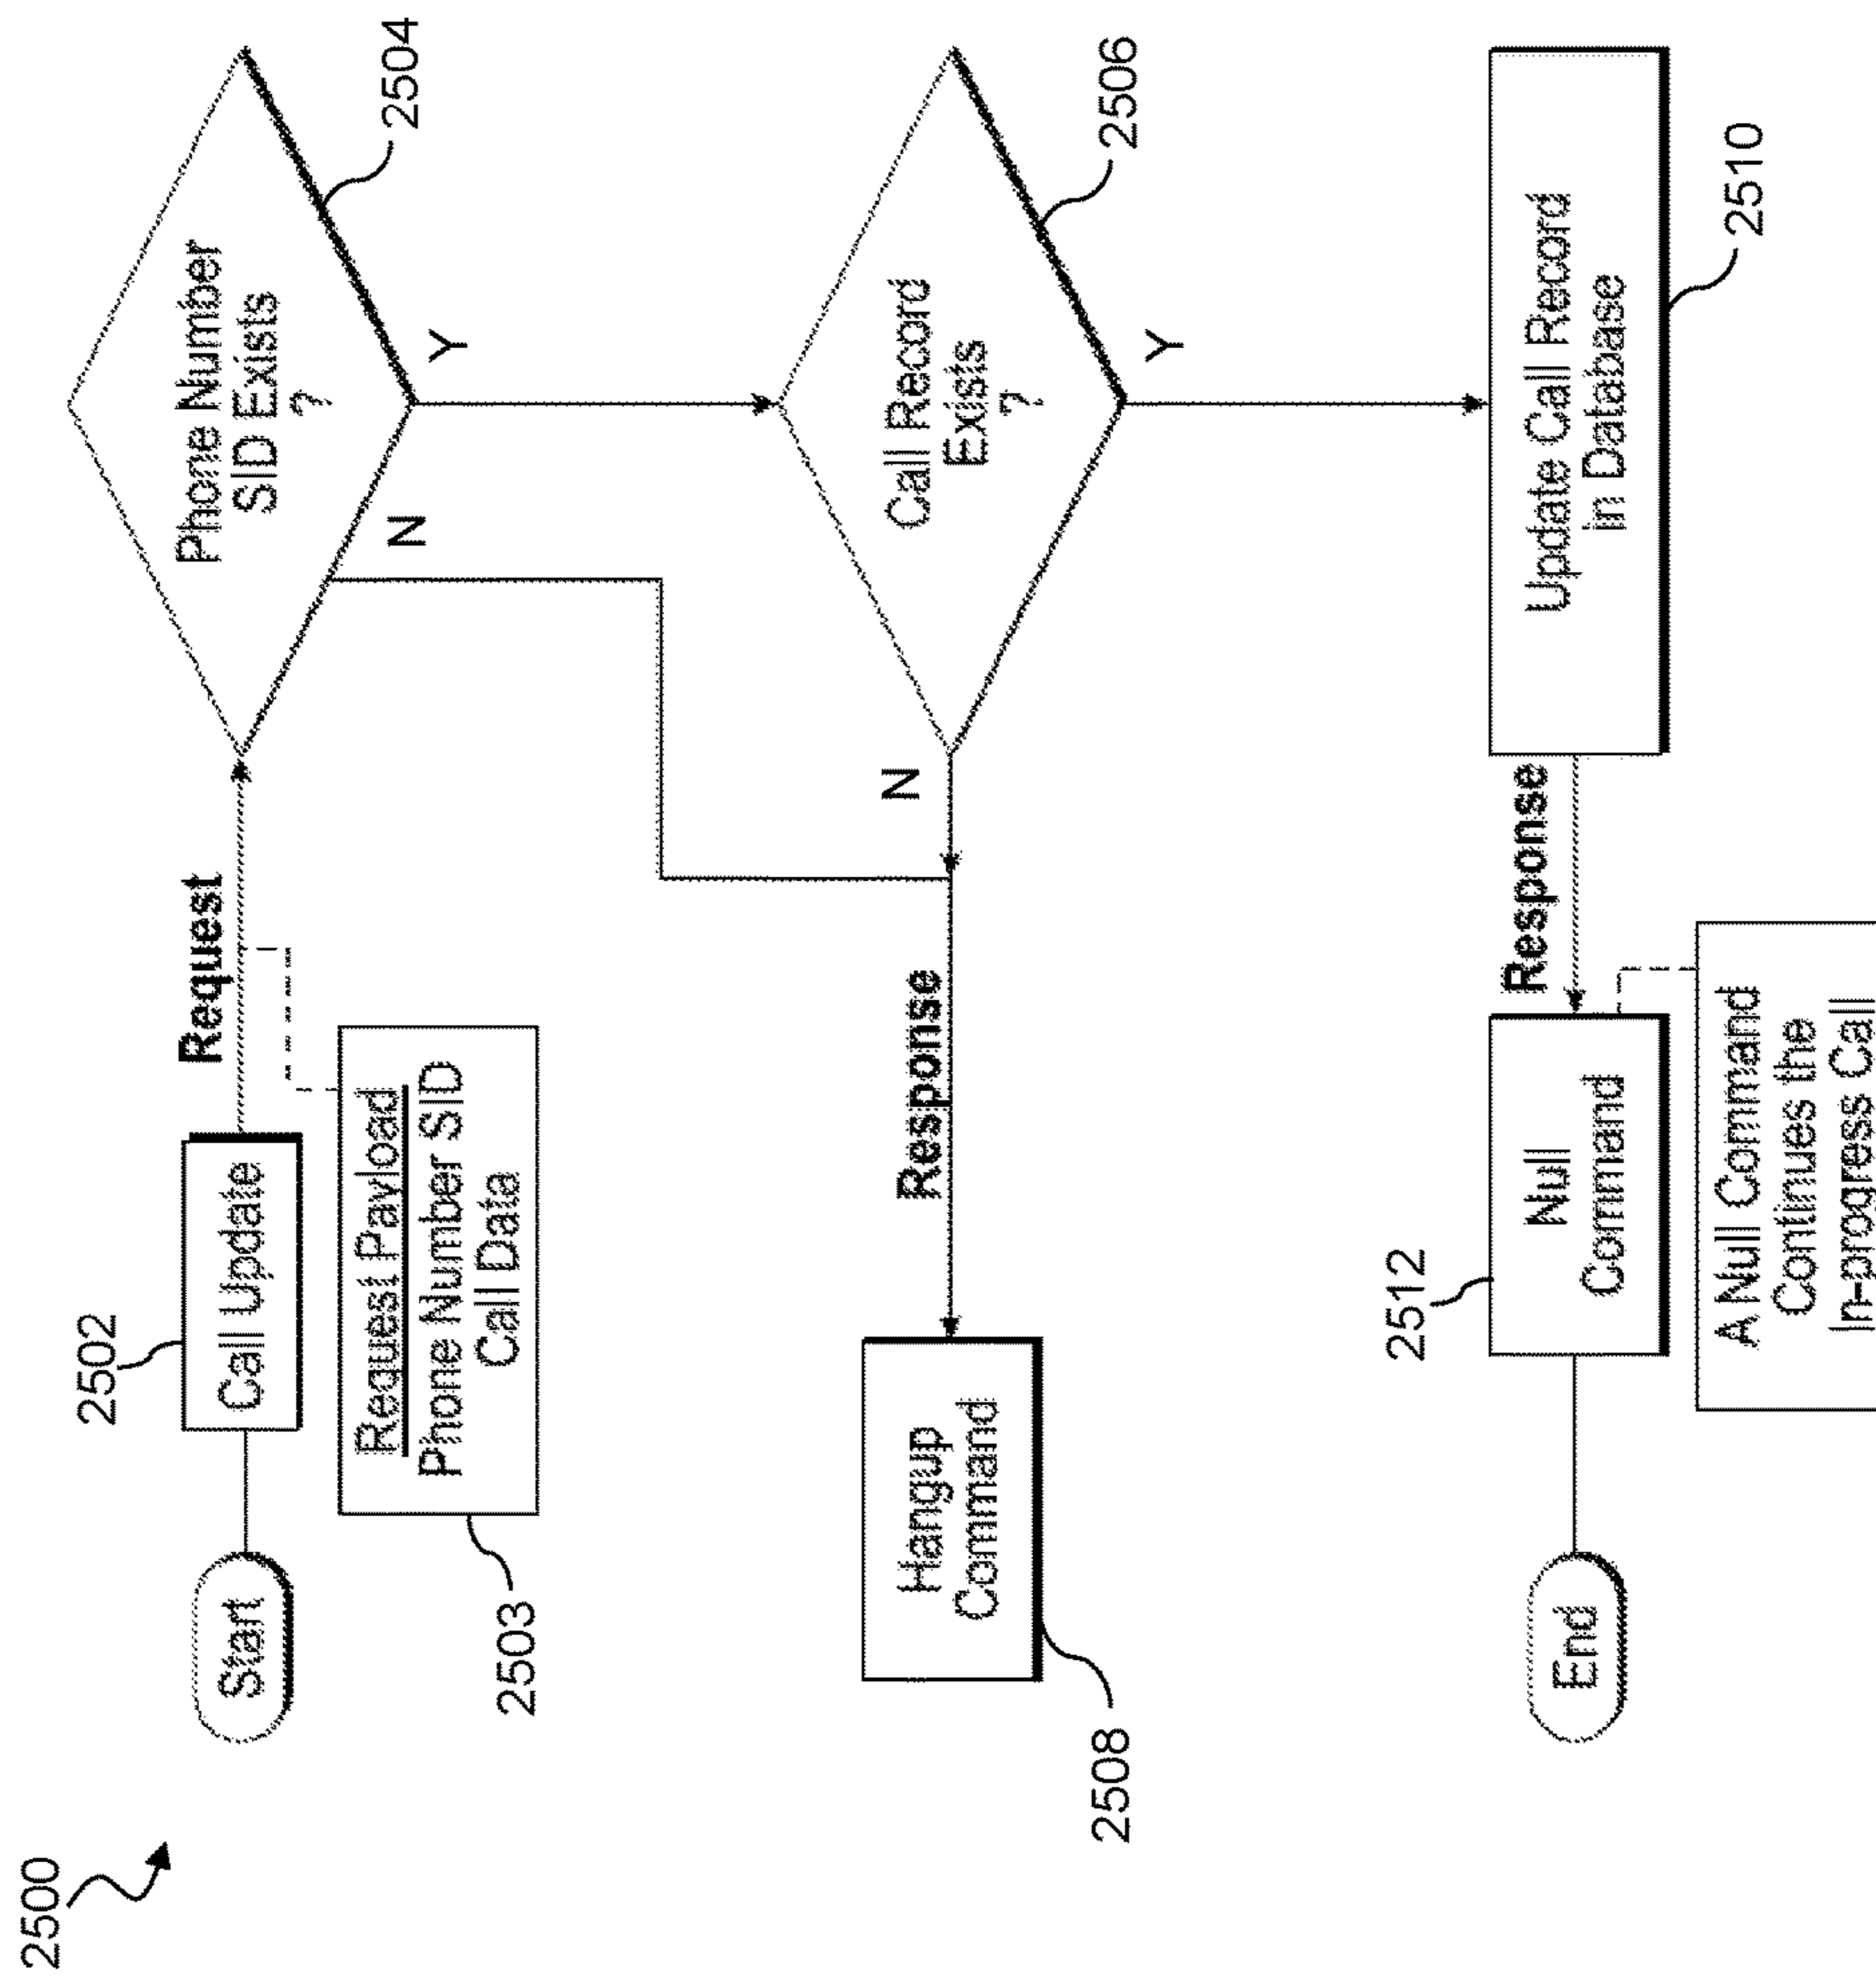 2500
Start
2502
Call Update
Request
Phone Number
SID Exists
?
2504
2503
Request Payload
Phone Number SID
Call Data
N
Y
Hangup
Command
2508
Response
N
Call Record
Exists
?
2506
Y
End
2512
Null
Command
Response
Update Call Record
in Database
2510
A Null Command
Continues the
In-progress Call